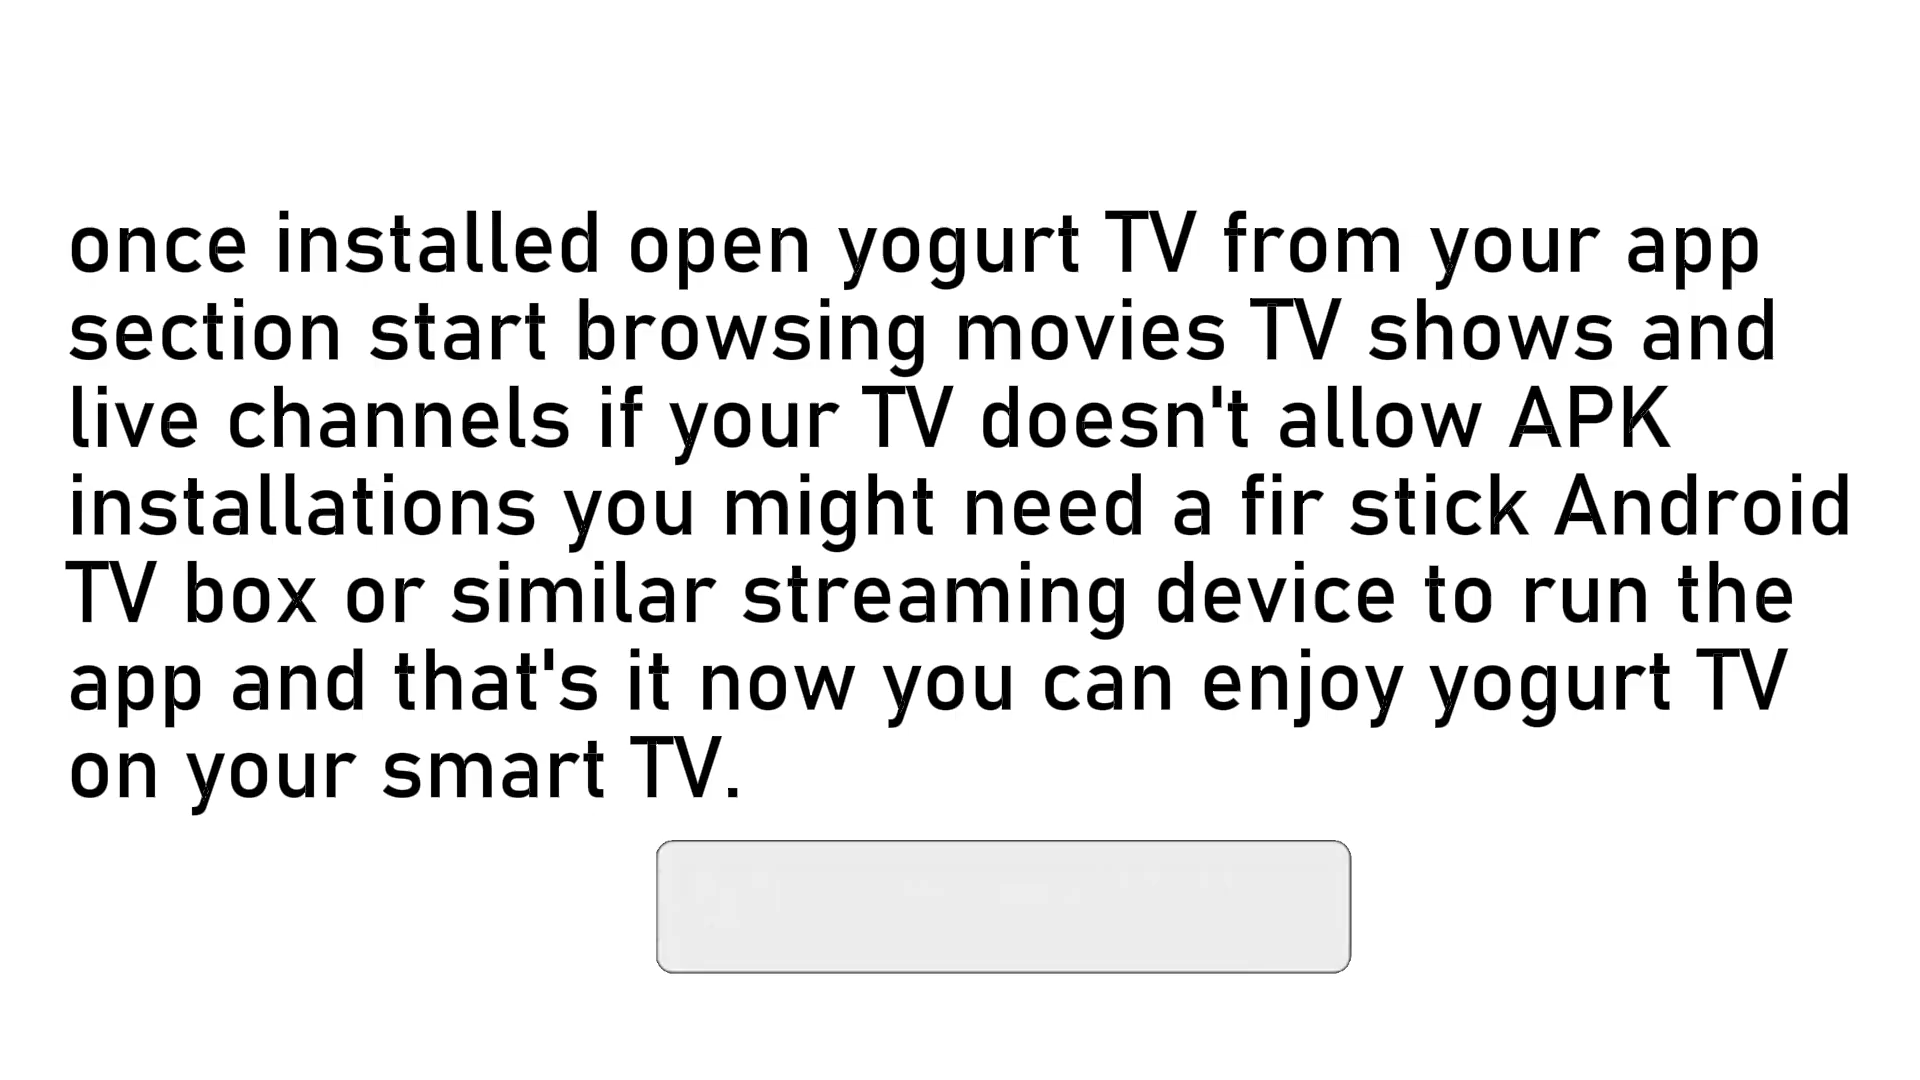 once installed open yogurt TV from your app
section start browsing movies TV shows and
live channels if your TV doesn't allow APK
installations you might need a fir stick Android
TV box or similar streaming device to run the
app and that's it now you can enjoy yogurt TV
on your smart TV.